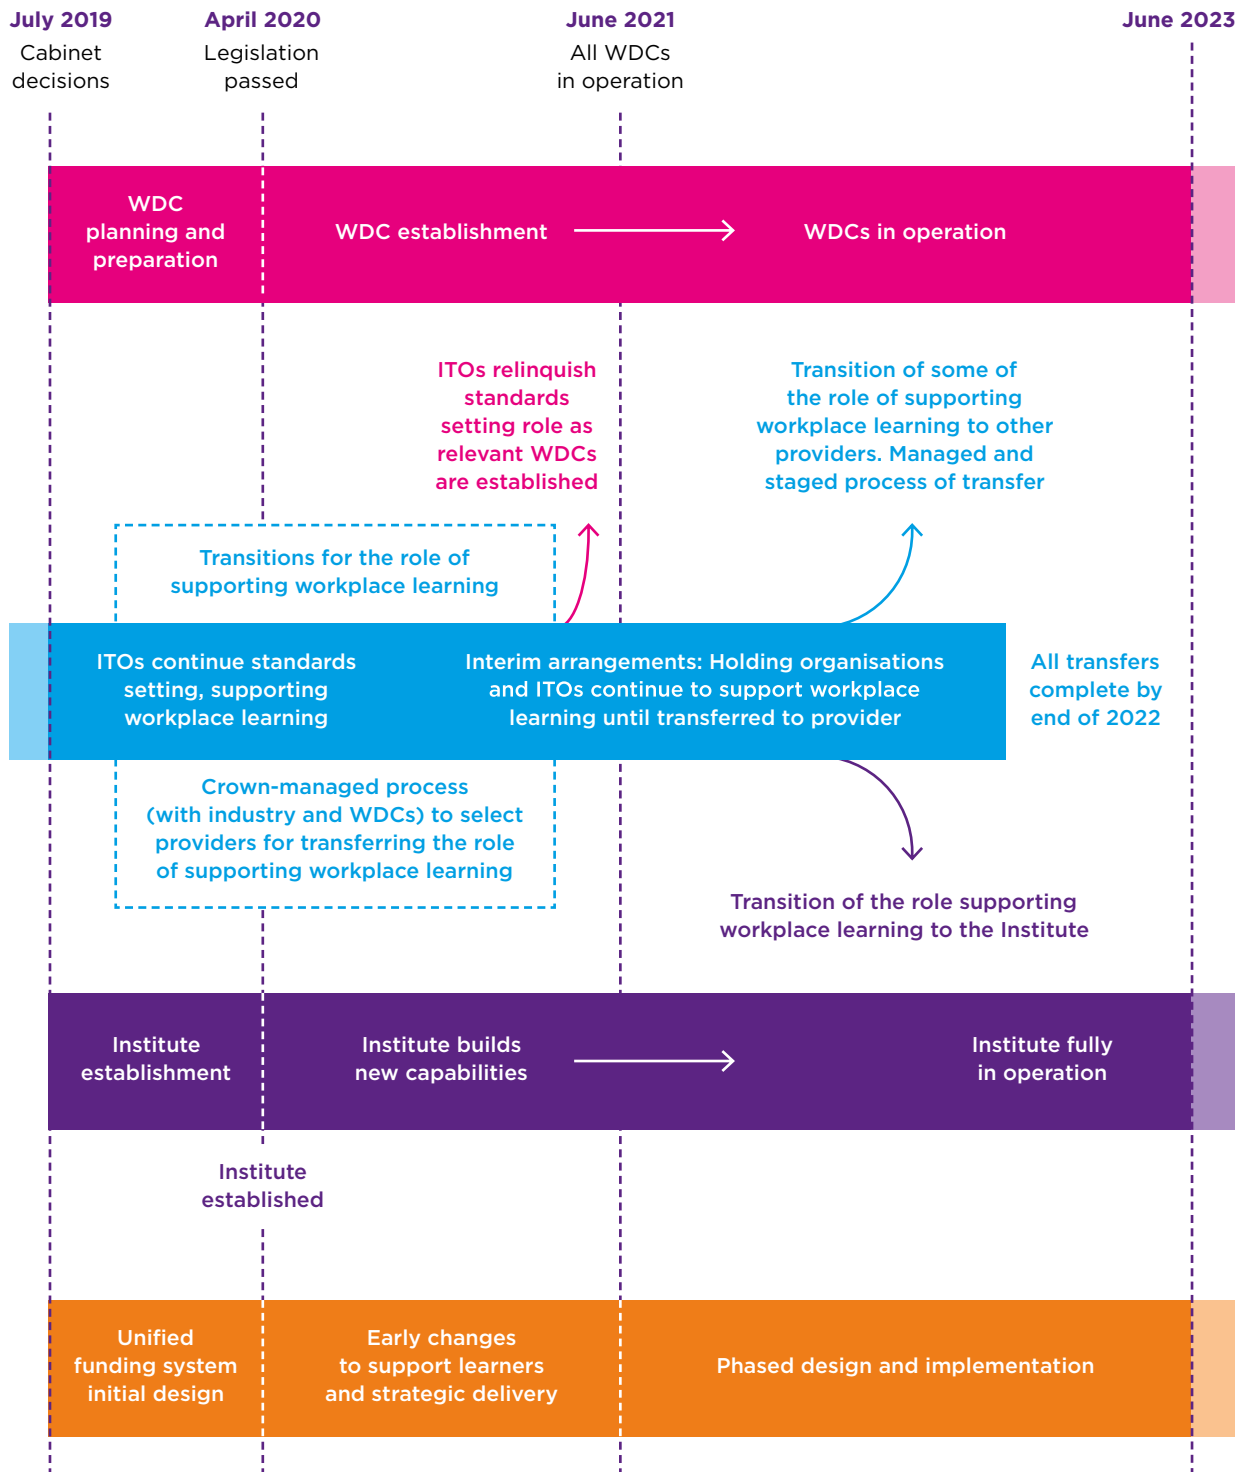 July 2019
Cabinet
decisions
April 2020
Legislation
passed
June 2021
All WDCs
in operation
June 2023
WDC
planning and
preparation
WDC establishment
WDCs in operation
ITOs relinquish
standards
setting role as
relevant WDCs
are established
Transition of some of
the role of supporting
workplace learning to other
providers. Managed and
staged process of transfer
Transitions for the role of
supporting workplace learning
ITOs continue standards
setting, supporting
workplace learning
Interim arrangements: Holding organisations
and ITOs continue to support workplace
learning until transferred to provider
All transfers
complete by
end of 2022
Crown-managed process
(with industry and WDCs) to select
providers for transferring the role
of supporting workplace learning
Transition of the role supporting
workplace learning to the Institute
Institute
establishment
Institute builds
new capabilities
Institute fully
in operation
Institute
established
Unified
funding system
initial design
Early changes
to support learners
and strategic delivery
Phased design and implementation